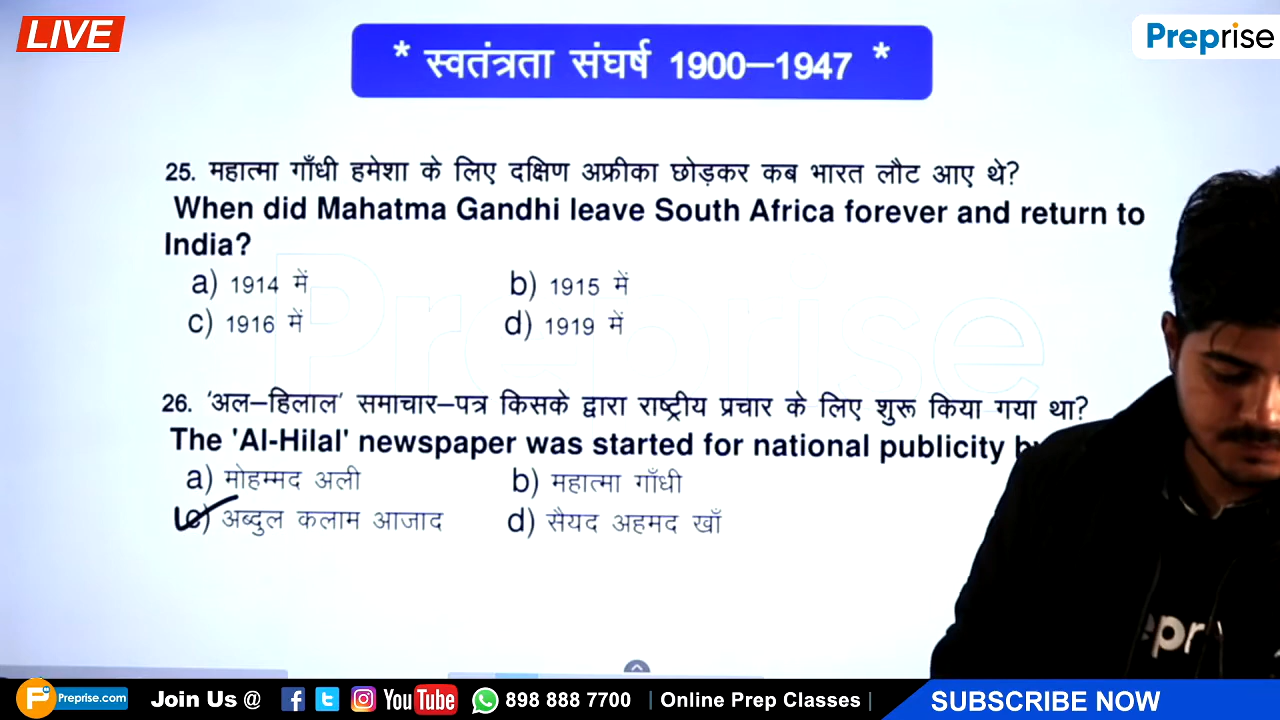 LIVE
Preprise
* स्वतंत्रता संघर्ष 1900–1947 *
25. महात्मा गाँधी हमेशा के लिए दक्षिण अफ्रीका छोड़कर कब भारत लौट आए थे?
When did Mahatma Gandhi leave South Africa forever and return to
India?
a) 1914 में b) 1915 में
c) 1916 में d) 1919 में
Preprise
26. 'अल–हिलाल' समाचार–पत्र किसके द्वारा राष्ट्रीय प्रचार के लिए शुरू किया गया था?
The 'Al-Hilal' newspaper was started for national publicity
a) मोहम्मद अली b) महात्मा गाँधी
c) अब्दुल कलाम आजाद d) सैयद अहमद खाँ
Preprise.com Join Us @ YouTube 898 888 7700 | Online Prep Classes | SUBSCRIBE NOW